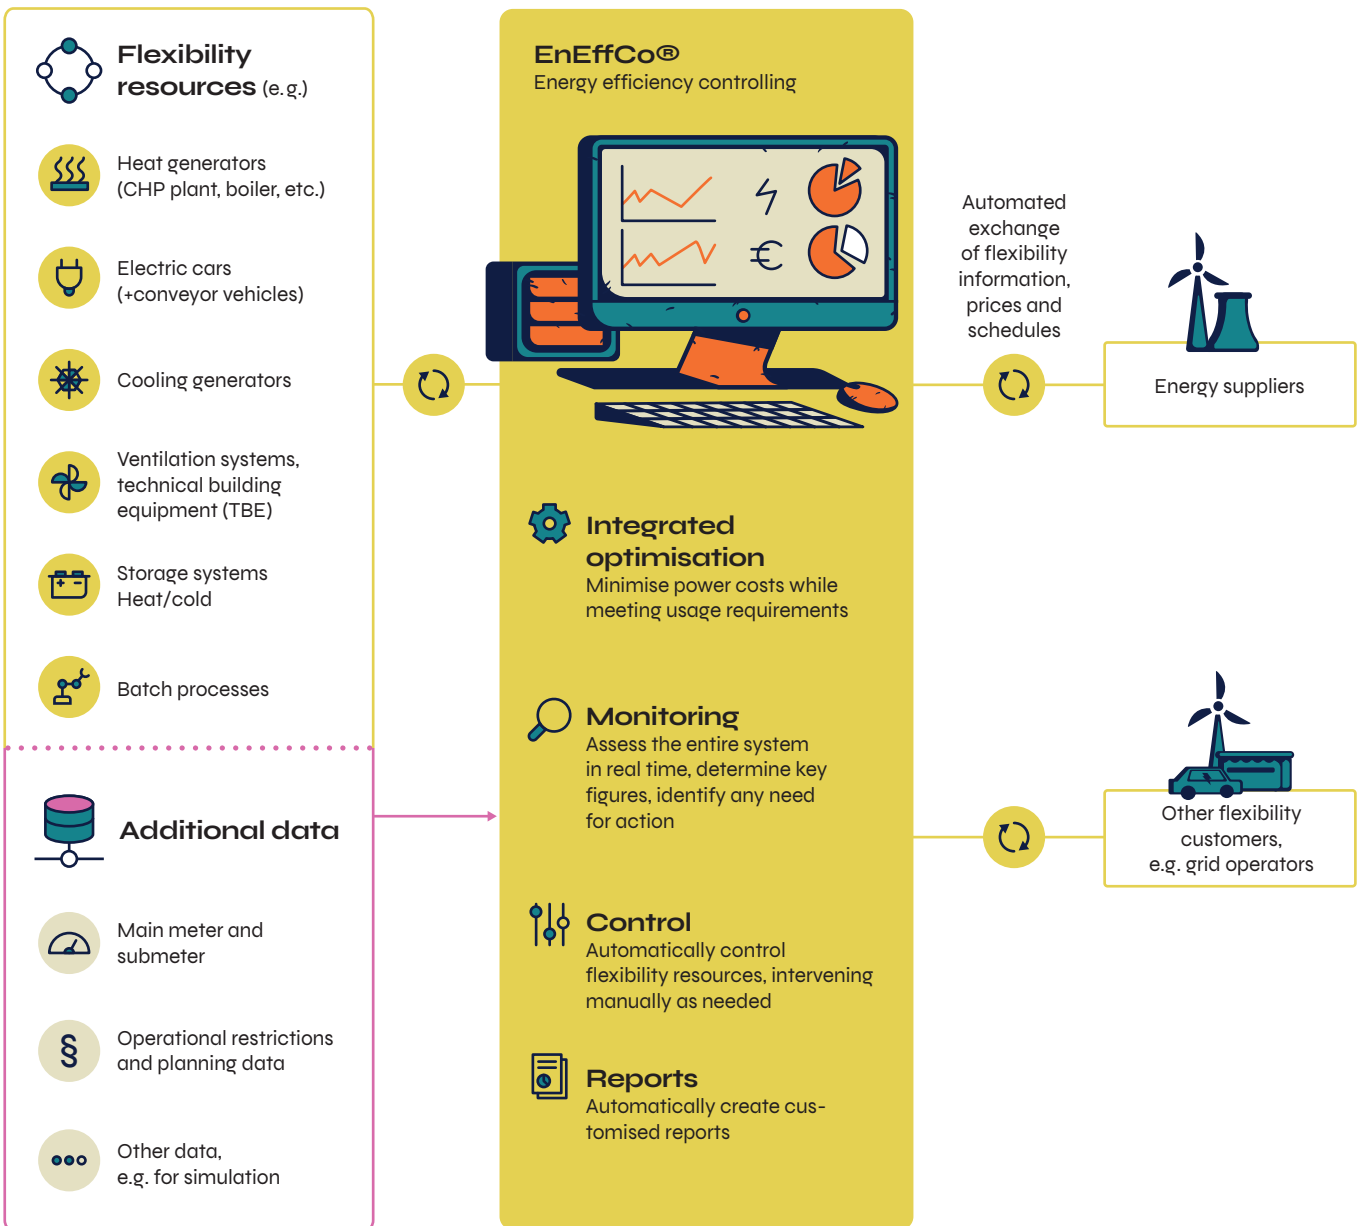 Flexibility
resources (e.g.)
Heat generators
(CHP plant, boiler, etc.)
Electric cars
(+conveyor vehicles)
Cooling generators
Ventilation systems,
technical building
equipment (TBE)
Storage systems
Heat/cold
Batch processes
Additional data
Main meter and
submeter
§
Operational restrictions
and planning data
Other data,
e.g. for simulation
EnEffCo®
Energy efficiency controlling
€
Integrated
optimisation
Minimise power costs while
meeting usage requirements
Monitoring
Assess the entire system
in real time, determine key
figures, identify any need
for action
Control
Automatically control
flexibility resources, intervening
manually as needed
Reports
Automatically create cus-
tomised reports
Automated
exchange
of flexibility
information,
prices and
schedules
Energy suppliers
Other flexibility
customers,
e.g. grid operators